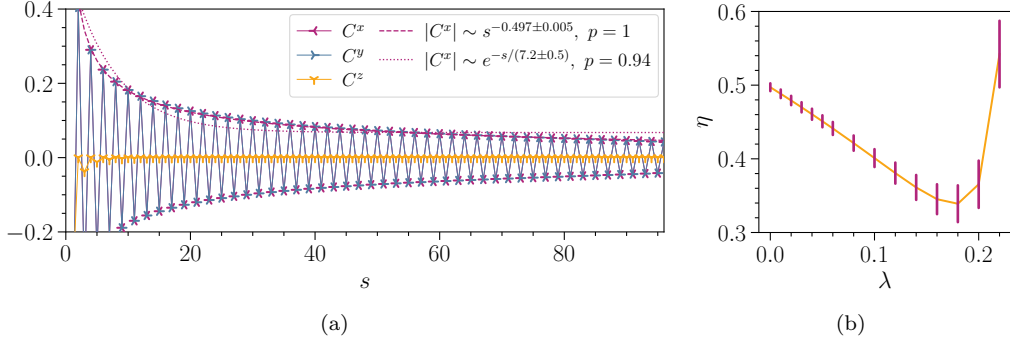 0.4
0.2
0.0
−0.2
0
20
40
60
80
s
C^x
C^y
C^z
|C^x| ∼ s^{−0.497±0.005}, p = 1
|C^x| ∼ e^{−s/(7.2±0.5)}, p = 0.94
(a)
0.6
0.5
0.4
0.3
η
0.0
0.1
0.2
λ
(b)